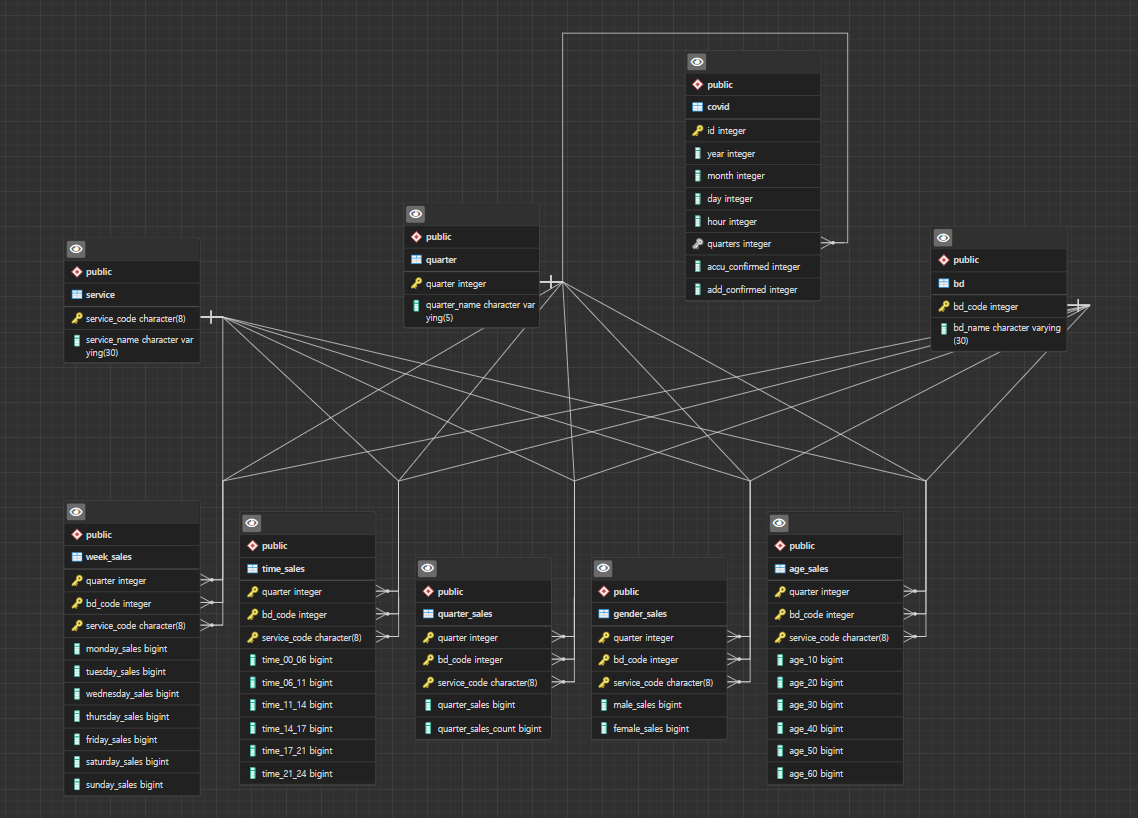 public
covid
id integer
year integer
month integer
day integer
hour integer
quarters integer
accu_confirmed integer
add_confirmed integer
public
quarter
quarter integer
quarter_name character var
ying(5)
public
bd
bd_code integer
bd_name character varying
(30)
public
service
service_code character(8)
service_name character var
ying(30)
public
week_sales
quarter integer
bd_code integer
service_code character(8)
monday_sales bigint
tuesday_sales bigint
wednesday_sales bigint
thursday_sales bigint
friday_sales bigint
saturday_sales bigint
sunday_sales bigint
public
time_sales
quarter integer
bd_code integer
service_code character(8)
time_00_06 bigint
time_06_11 bigint
time_11_14 bigint
time_14_17 bigint
time_17_21 bigint
time_21_24 bigint
public
quarter_sales
quarter integer
bd_code integer
service_code character(8)
quarter_sales bigint
quarter_sales_count bigint
public
gender_sales
quarter integer
bd_code integer
service_code character(8)
male_sales bigint
female_sales bigint
public
age_sales
quarter integer
bd_code integer
service_code character(8)
age_10 bigint
age_20 bigint
age_30 bigint
age_40 bigint
age_50 bigint
age_60 bigint